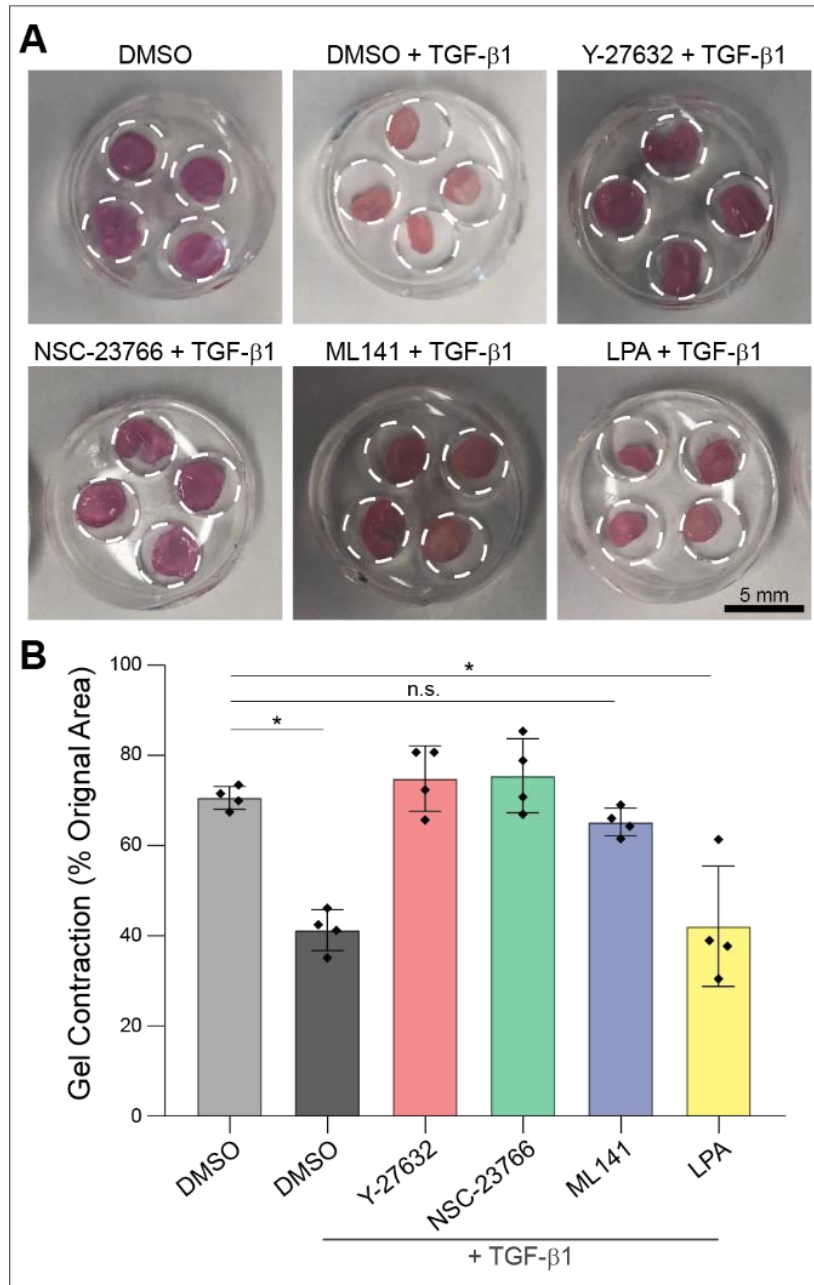 A
DMSO
DMSO + TGF-β1
Y-27632 + TGF-β1
NSC-23766 + TGF-β1
ML141 + TGF-β1
LPA + TGF-β1
5 mm
B
Gel Contraction (% Orignal Area)
100
80
60
40
20
0
*
n.s.
*
DMSO
DMSO
Y-27632
NSC-23766
ML141
LPA
+ TGF-β1